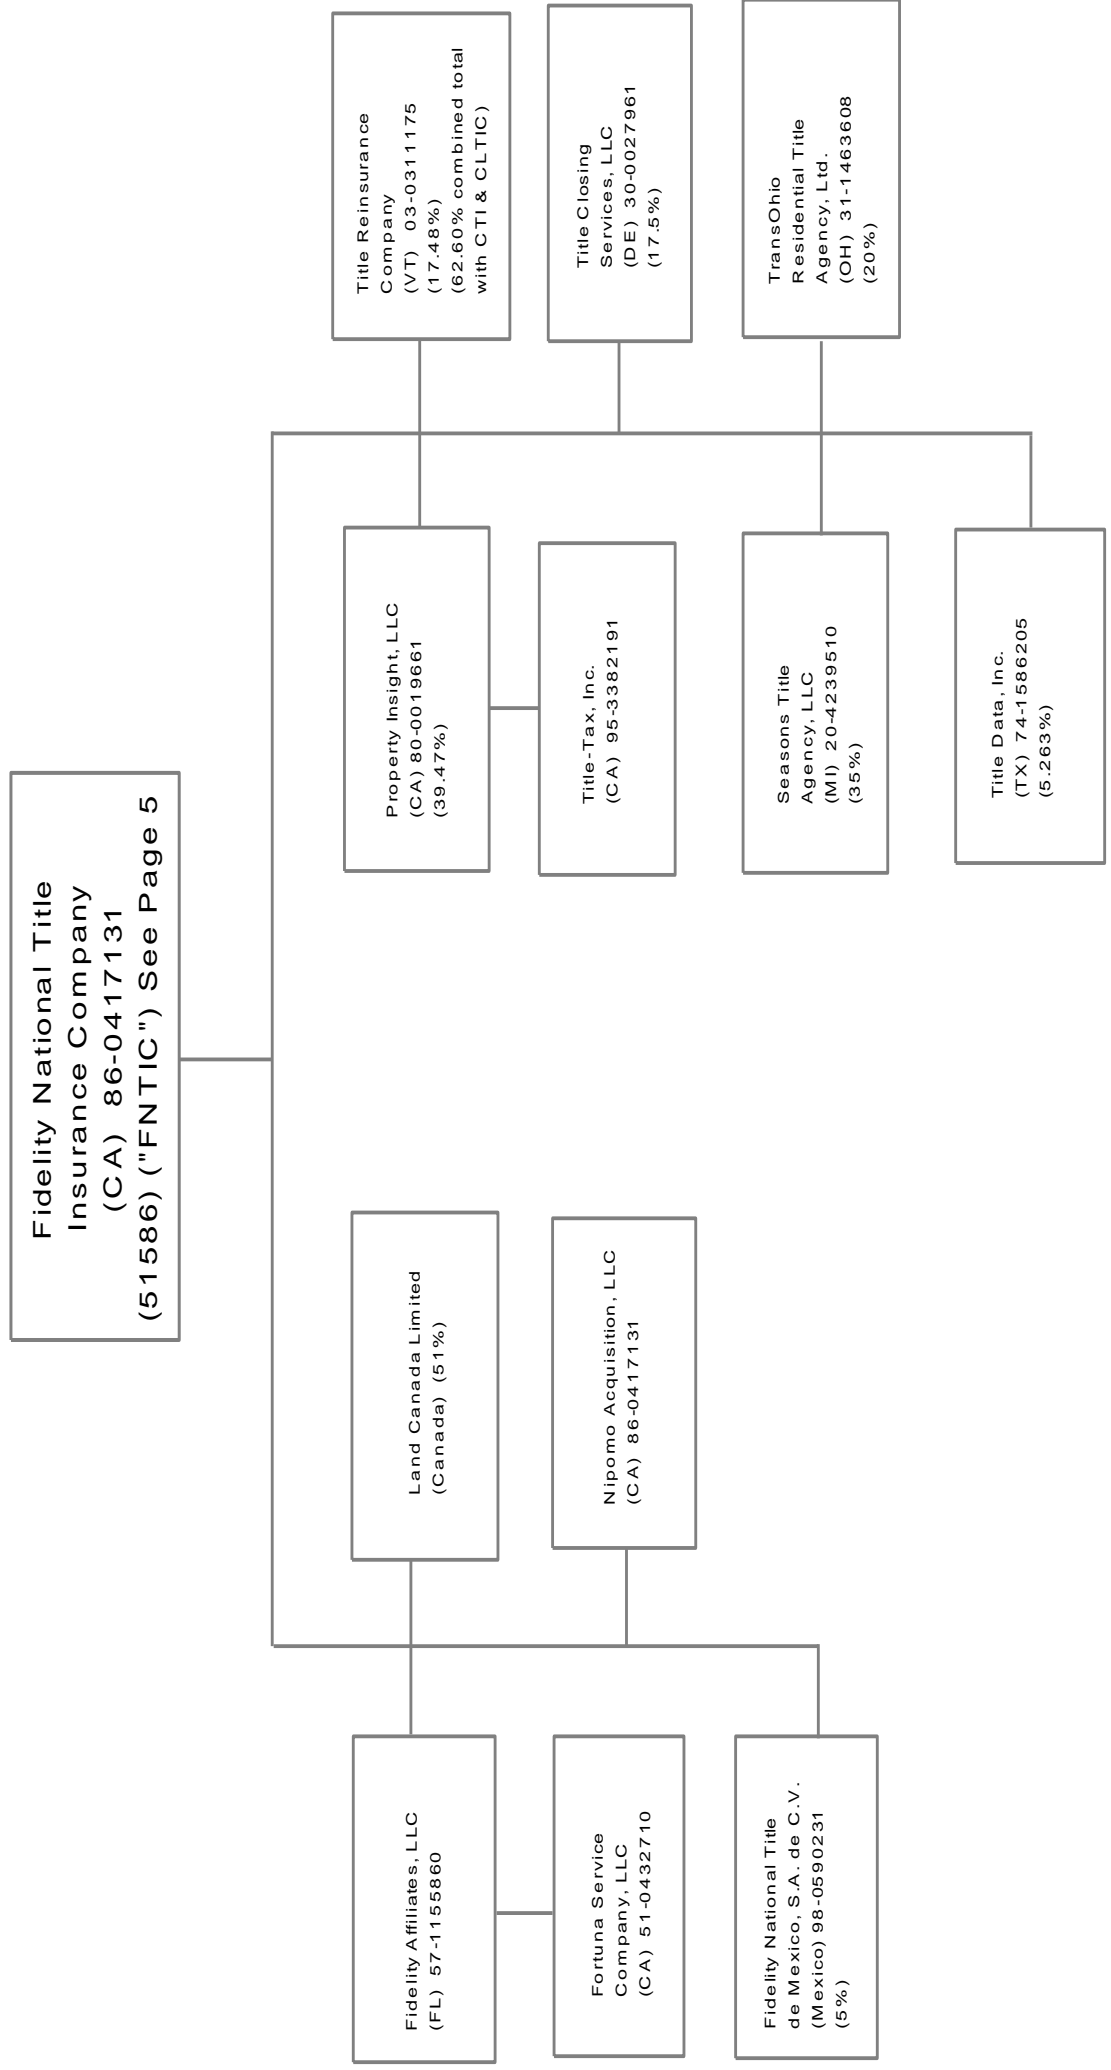 Fidelity National Title
Insurance Company
(CA) 86-0417131
(51586) ("FNTIC") See Page 5
Fidelity Affiliates, LLC
(FL) 57-1155860
Land Canada Limited
(Canada) (51%)
Property Insight, LLC
(CA) 80-0019661
(39.47%)
Title Reinsurance
Company
(VT) 03-0311175
(17.48%)
(62.60% combined total
with CTI & CLTIC)
Fortuna Service
Company, LLC
(CA) 51-0432710
Nipomo Acquisition, LLC
(CA) 86-0417131
Title-Tax, Inc.
(CA) 95-3382191
Title Closing
Services, LLC
(DE) 30-0027961
(17.5%)
Fidelity National Title
de Mexico, S.A. de C.V.
(Mexico) 98-0590231
(5%)
Seasons Title
Agency, LLC
(MI) 20-4239510
(35%)
TransOhio
Residential Title
Agency, Ltd.
(OH) 31-1463608
(20%)
Title Data, Inc.
(TX) 74-1586205
(5.263%)